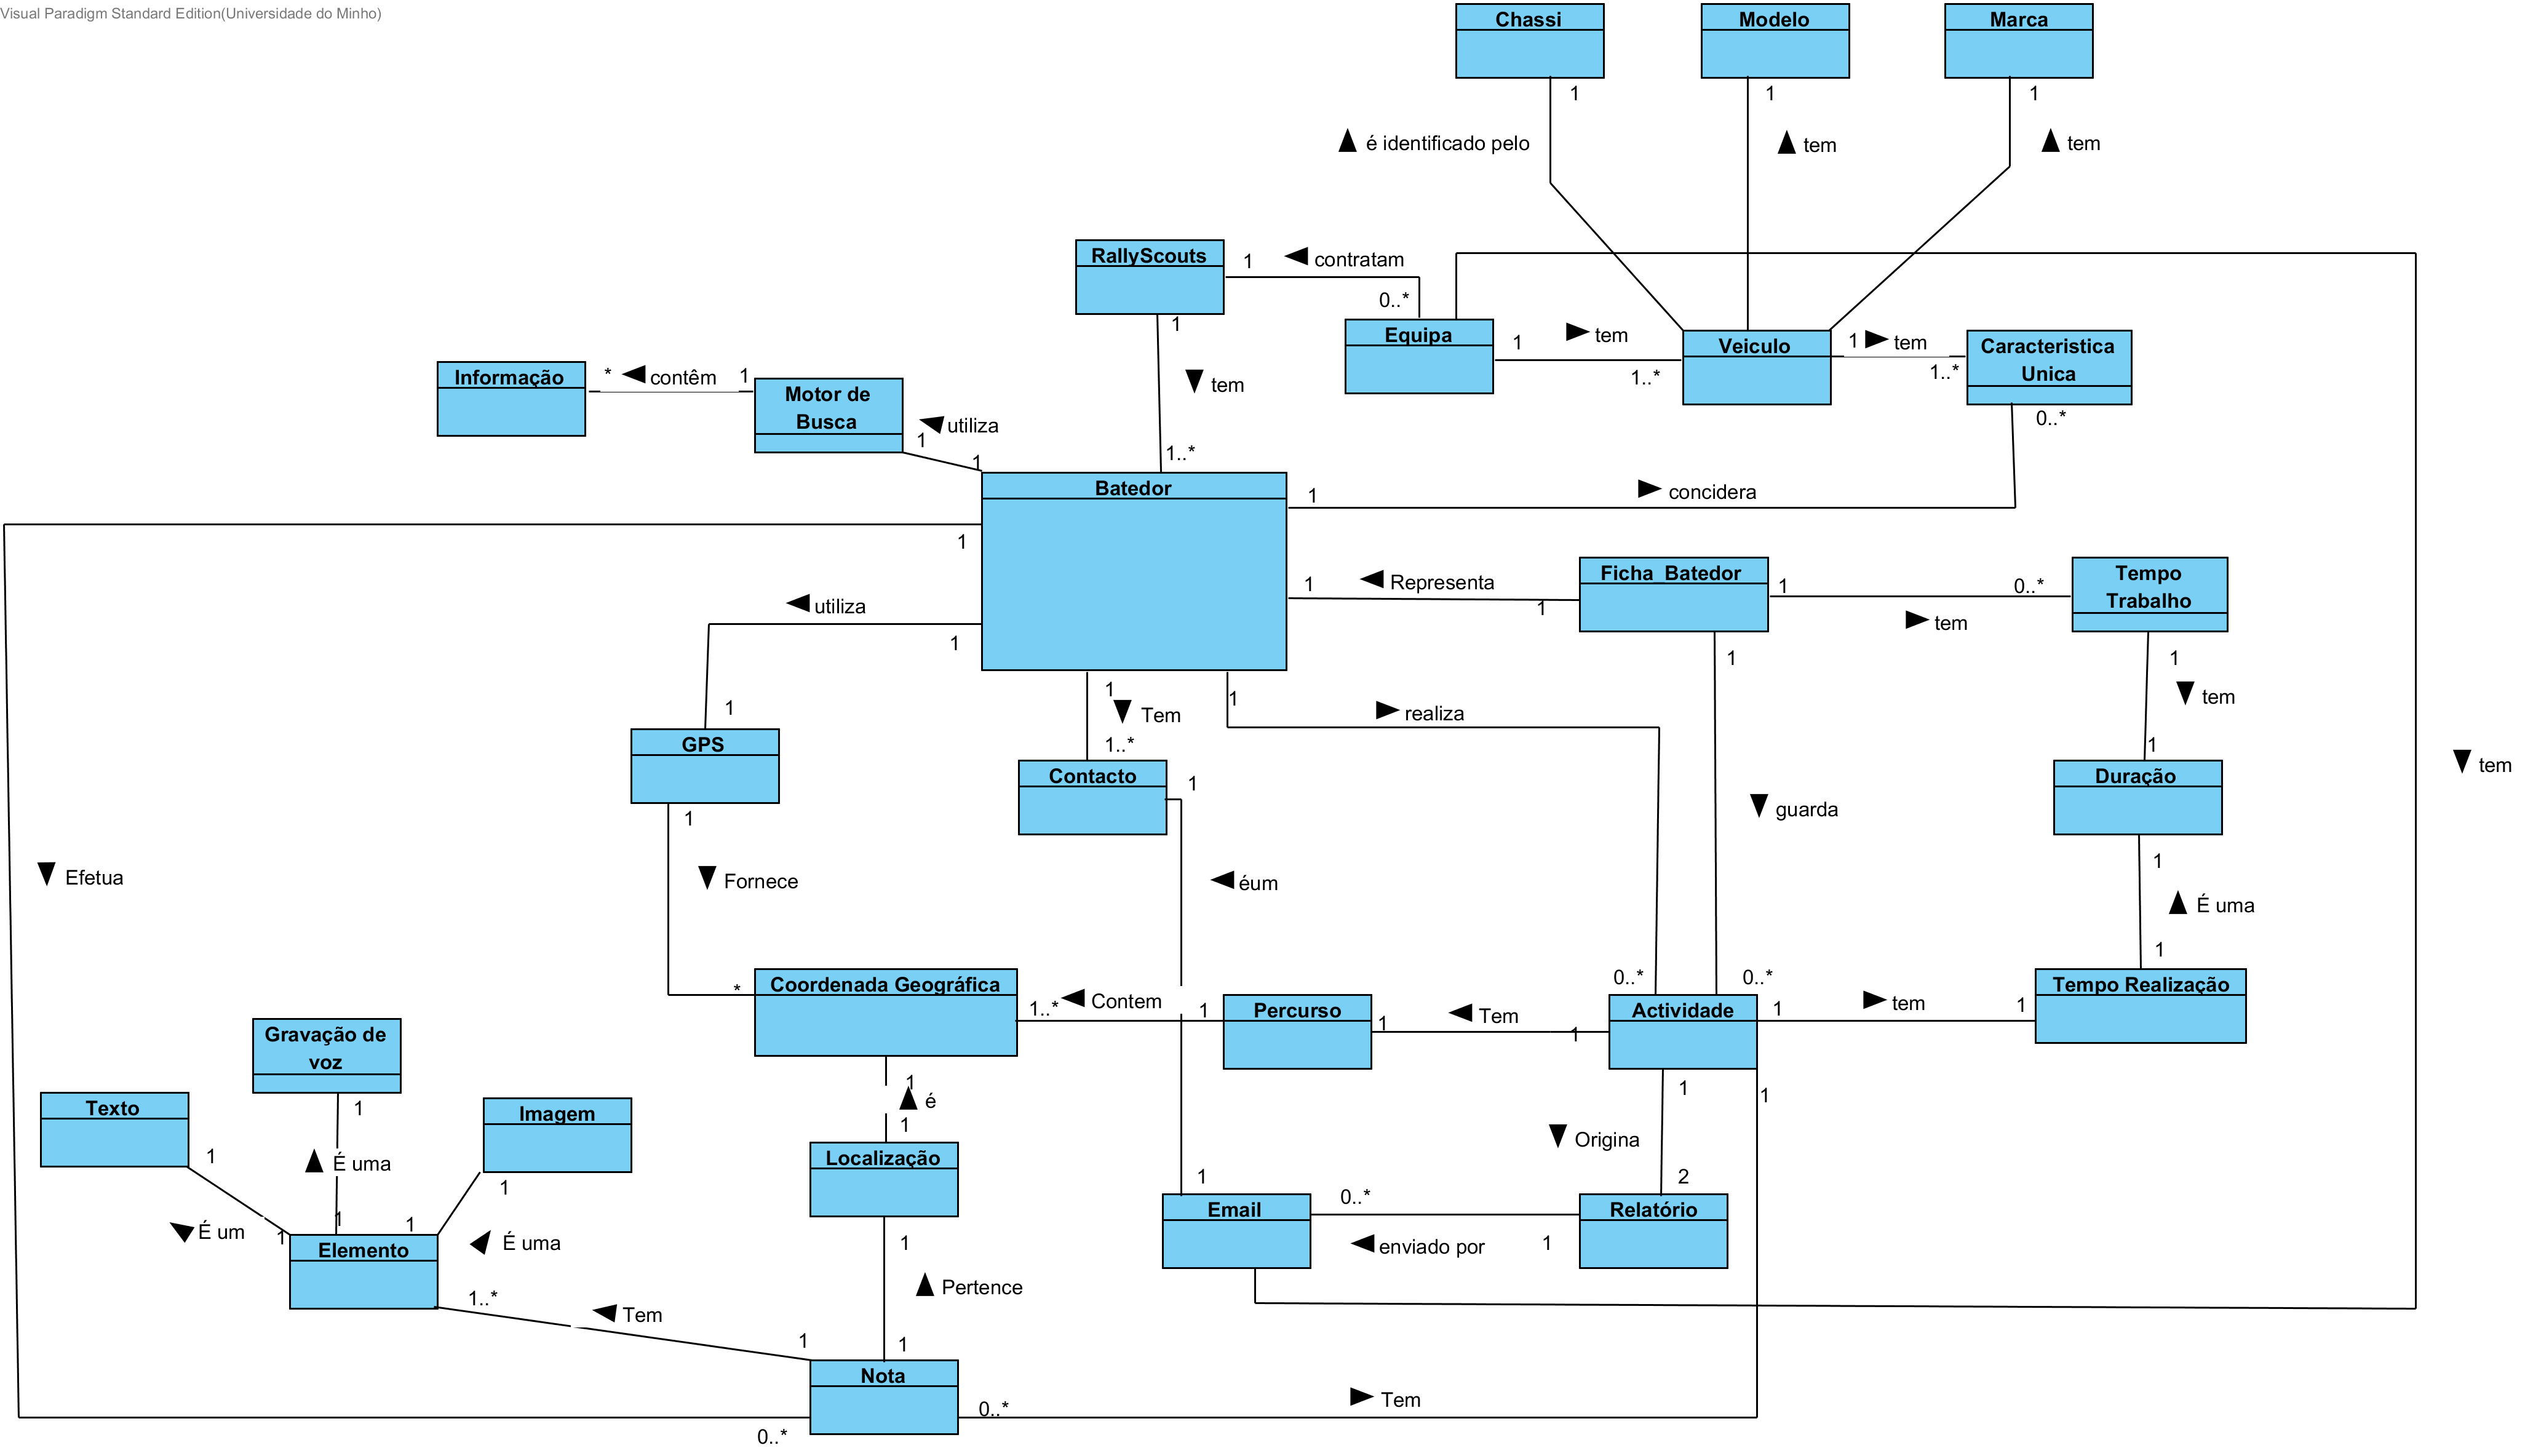 Visual Paradigm Standard Edition(Universidade do Minho)
Chassi
Modelo
Marca
1
1
1
é identificado pelo
tem
tem
RallyScouts
1
contratam
0..*
1
Equipa
1
tem
1..*
Veiculo
1
tem
1..*
Caracteristica
Unica
0..*
Informação
*
contêm
1
Motor de
Busca
utiliza
1
1
tem
1..*
Batedor
1
concidera
1
1
Representa
1
Ficha_Batedor
1
0..*
tem
Tempo
Trabalho
utiliza
1
1
1
Tem
1..*
1
realiza
1
guarda
1
tem
1
tem
GPS
1
Contacto
1
Duração
1
Efetua
Fornece
éum
É uma
1
*
Coordenada Geográfica
1..*
Contem
1
Percurso
1
Tem
1
0..*
0..*
Actividade
1
tem
1
Tempo Realização
Gravação de
voz
1
Texto
1
Imagem
1
1
é
1
Localização
1
1
Origina
2
É uma
É um
1
1
1
É uma
Elemento
1..*
Tem
1
1
Pertence
1
1
Email
0..*
enviado por
1
Relatório
Nota
0..*
0..*
Tem